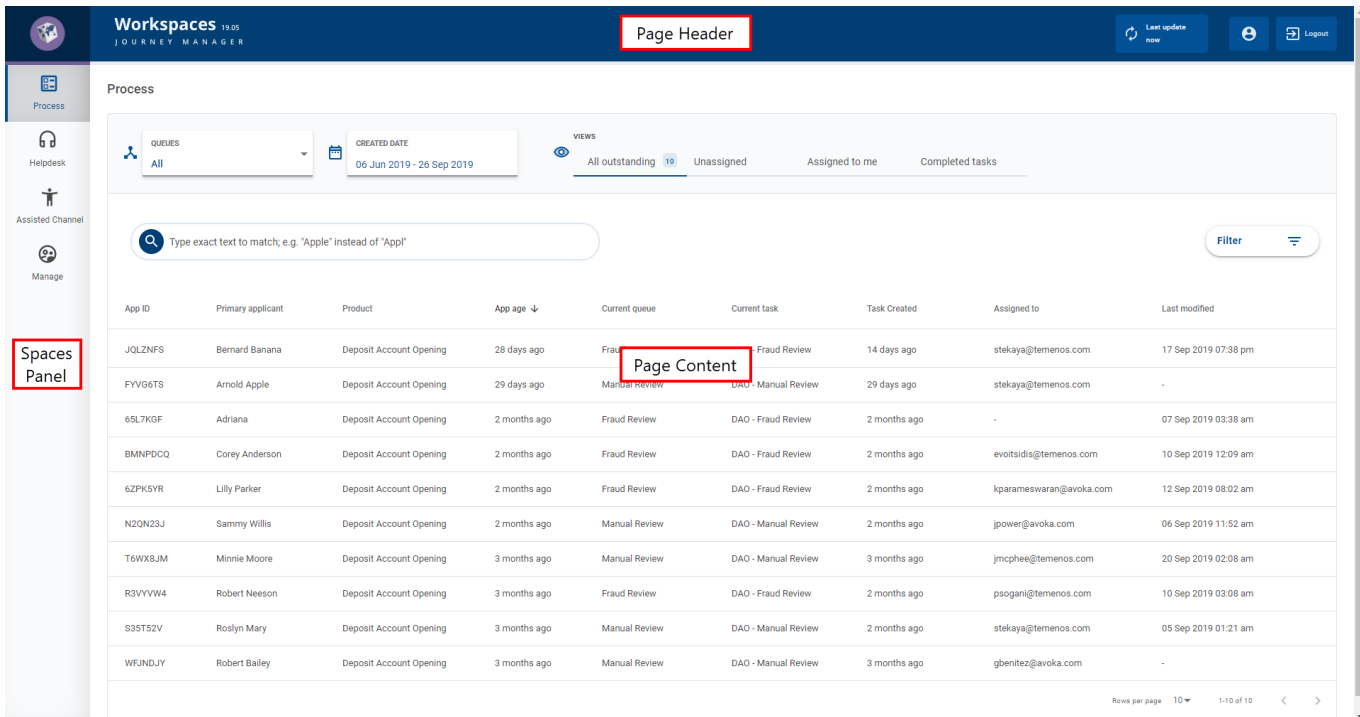 Workspaces 19.05
JOURNEY MANAGER
Page Header
Last update
now
Logout
Process
Helpdesk
Assisted Channel
Manage
Spaces
Panel
Process
QUEUES
All
CREATED DATE
06 Jun 2019 - 26 Sep 2019
VIEWS
All outstanding 10 Unassigned Assigned to me Completed tasks
Type exact text to match; e.g. "Apple" instead of "Appl"
Filter
App ID Primary applicant Product App age Current queue Current task Task Created Assigned to Last modified
JQLZNFS Bernard Banana Deposit Account Opening 28 days ago Frau - Fraud Review 14 days ago stekaya@temenos.com 17 Sep 2019 07:38 pm
Page Content
FYVG6TS Arnold Apple Deposit Account Opening 29 days ago Manual Review DAO - Manual Review 29 days ago stekaya@temenos.com -
65L7KGF Adriana Deposit Account Opening 2 months ago Fraud Review DAO - Fraud Review 2 months ago - 07 Sep 2019 03:38 am
BMNPDCQ Corey Anderson Deposit Account Opening 2 months ago Fraud Review DAO - Fraud Review 2 months ago evoitsidis@temenos.com 10 Sep 2019 12:09 am
6ZPK5YR Lilly Parker Deposit Account Opening 2 months ago Fraud Review DAO - Fraud Review 2 months ago kparameswaran@avoka.com 12 Sep 2019 08:02 am
N2QN23J Sammy Willis Deposit Account Opening 2 months ago Manual Review DAO - Manual Review 2 months ago jpower@avoka.com 06 Sep 2019 11:52 am
T6WX8JM Minnie Moore Deposit Account Opening 3 months ago Manual Review DAO - Manual Review 3 months ago jmcphee@temenos.com 20 Sep 2019 02:08 am
R3VYVW4 Robert Neeson Deposit Account Opening 3 months ago Fraud Review DAO - Fraud Review 2 months ago psogani@temenos.com 10 Sep 2019 03:08 am
S35T52V Roslyn Mary Deposit Account Opening 3 months ago Manual Review DAO - Manual Review 2 months ago stekaya@temenos.com 05 Sep 2019 01:21 am
WFJNDJY Robert Bailey Deposit Account Opening 3 months ago Manual Review DAO - Manual Review 3 months ago gbenitez@avoka.com -
Rows per page 10 1-10 of 10